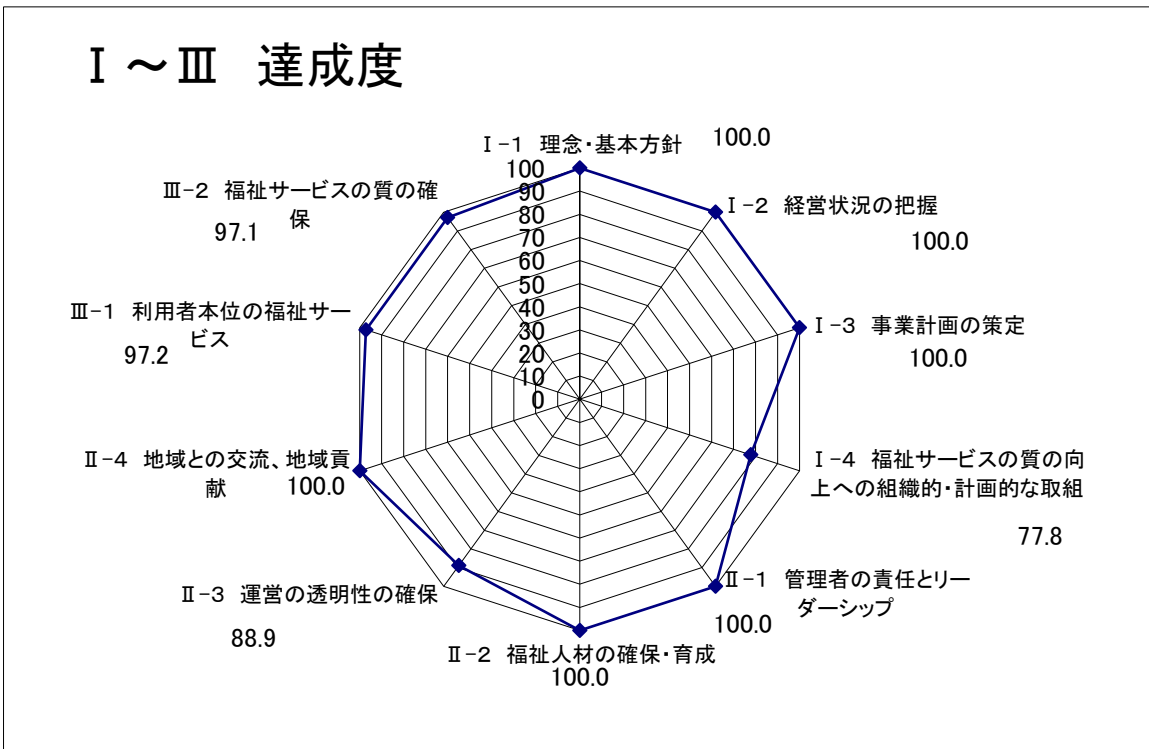 Ⅰ～Ⅲ 達成度
Ⅰ-1 理念・基本方針
100.0
Ⅰ-2 経営状況の把握
100.0
Ⅰ-3 事業計画の策定
100.0
Ⅰ-4 福祉サービスの質の向
上への組織的・計画的な取組
77.8
Ⅱ-1 管理者の責任とリー
ダーシップ
100.0
Ⅱ-2 福祉人材の確保・育成
100.0
Ⅱ-3 運営の透明性の確保
88.9
Ⅱ-4 地域との交流、地域貢
献
100.0
Ⅲ-1 利用者本位の福祉サー
ビス
97.2
Ⅲ-2 福祉サービスの質の確
保
97.1
100
90
80
70
60
50
40
30
20
10
0